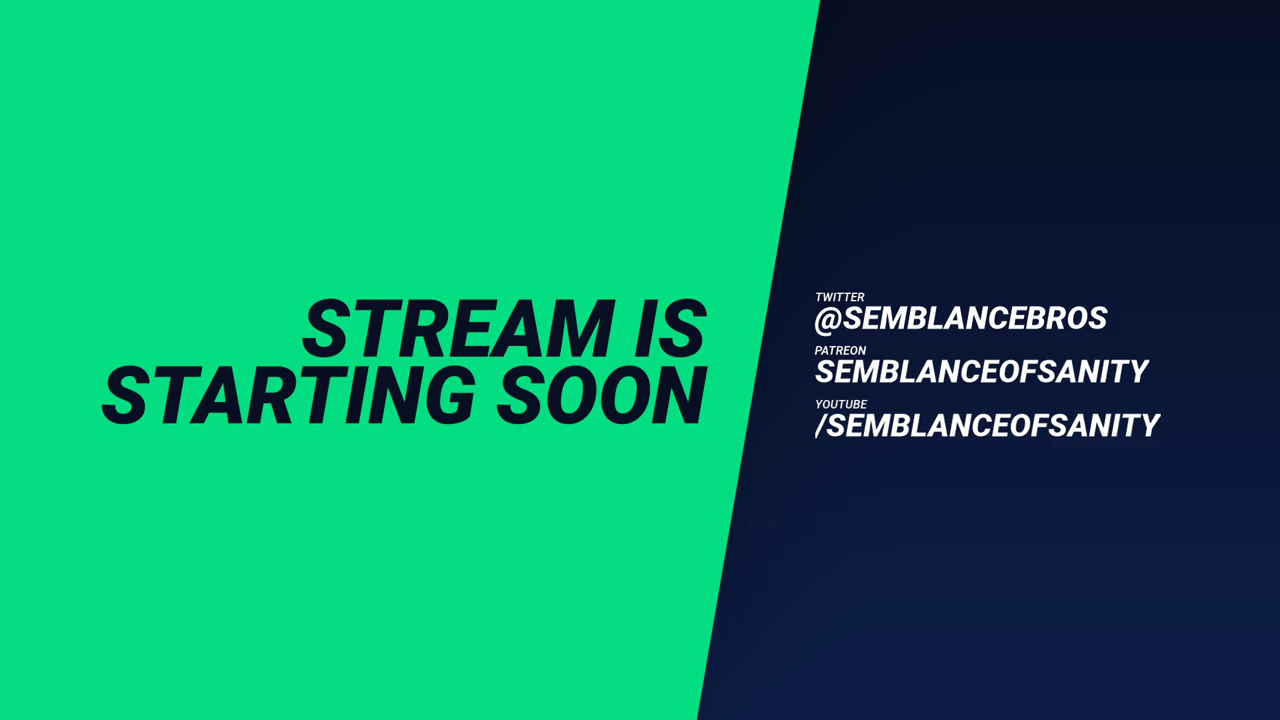 STREAM IS
STARTING SOON
TWITTER
@SEMBLANCEBROS
PATREON
SEMBLANCEOFSANITY
YOUTUBE
/SEMBLANCEOFSANITY